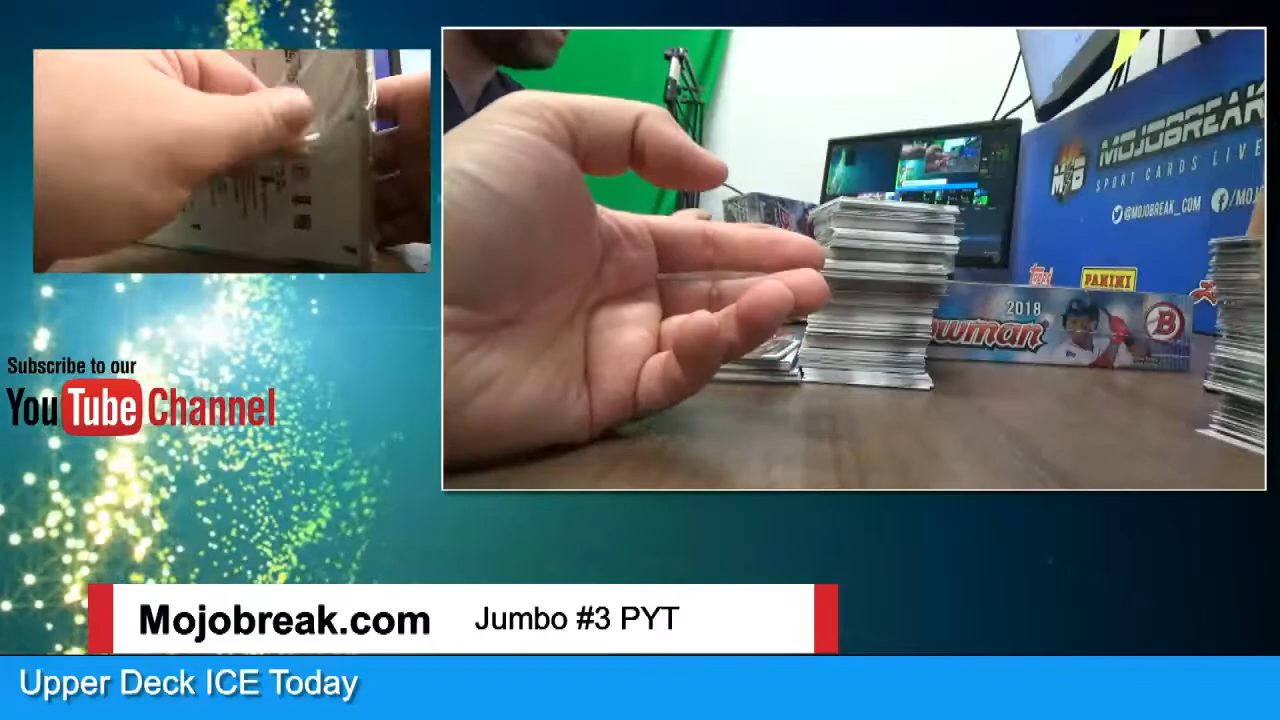 MOJOBREAK
SPORT CARDS LIVE
@MOJOBREAK_COM
Topps
PANINI
2018
B
Subscribe to our
YouTube Channel
Mojobreak.com
Jumbo #3 PYT
Upper Deck ICE Today